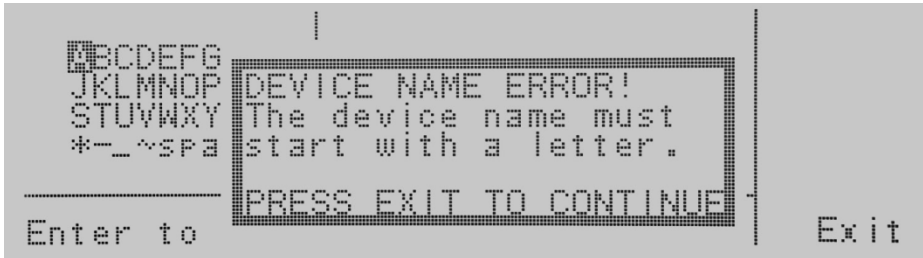 ABCDEFG
JKLMNOP
STUVWXY
*-_~spa
DEVICE NAME ERROR!
The device name must
start with a letter.
PRESS EXIT TO CONTINUE
Enter to
Exit